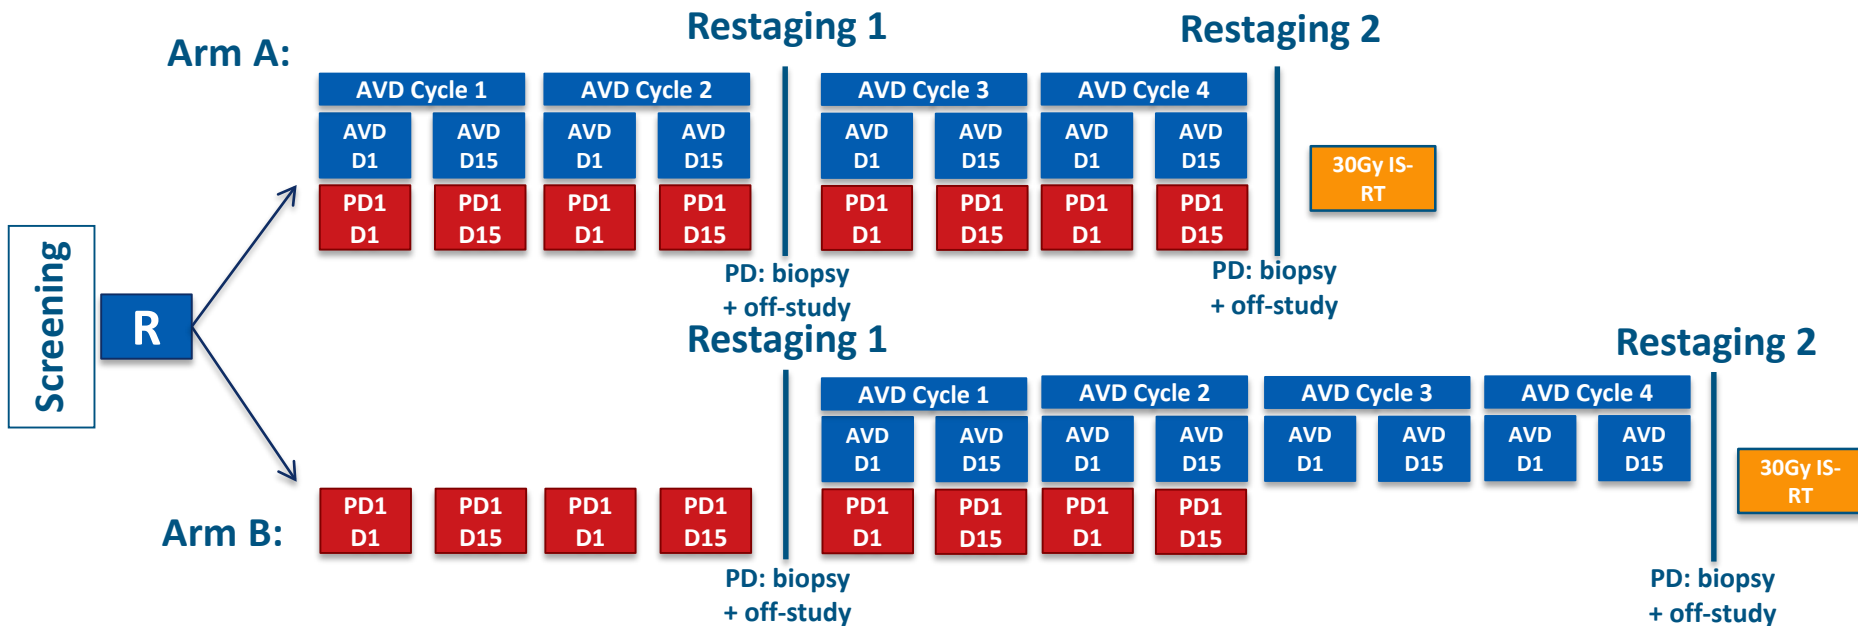 Screening
R
Arm A:
Restaging 1
Restaging 2
AVD Cycle 1
AVD Cycle 2
AVD Cycle 3
AVD Cycle 4
AVD
D1
AVD
D15
AVD
D1
AVD
D15
AVD
D1
AVD
D15
AVD
D1
AVD
D15
PD1
D1
PD1
D15
PD1
D1
PD1
D15
PD1
D1
PD1
D15
PD1
D1
PD1
D15
30Gy IS-
RT
PD: biopsy
+ off-study
PD: biopsy
+ off-study
Arm B:
Restaging 1
Restaging 2
AVD Cycle 1
AVD Cycle 2
AVD Cycle 3
AVD Cycle 4
AVD
D1
AVD
D15
AVD
D1
AVD
D15
AVD
D1
AVD
D15
AVD
D1
AVD
D15
PD1
D1
PD1
D15
PD1
D1
PD1
D15
PD1
D1
PD1
D15
PD1
D1
PD1
D15
30Gy IS-
RT
PD: biopsy
+ off-study
PD: biopsy
+ off-study